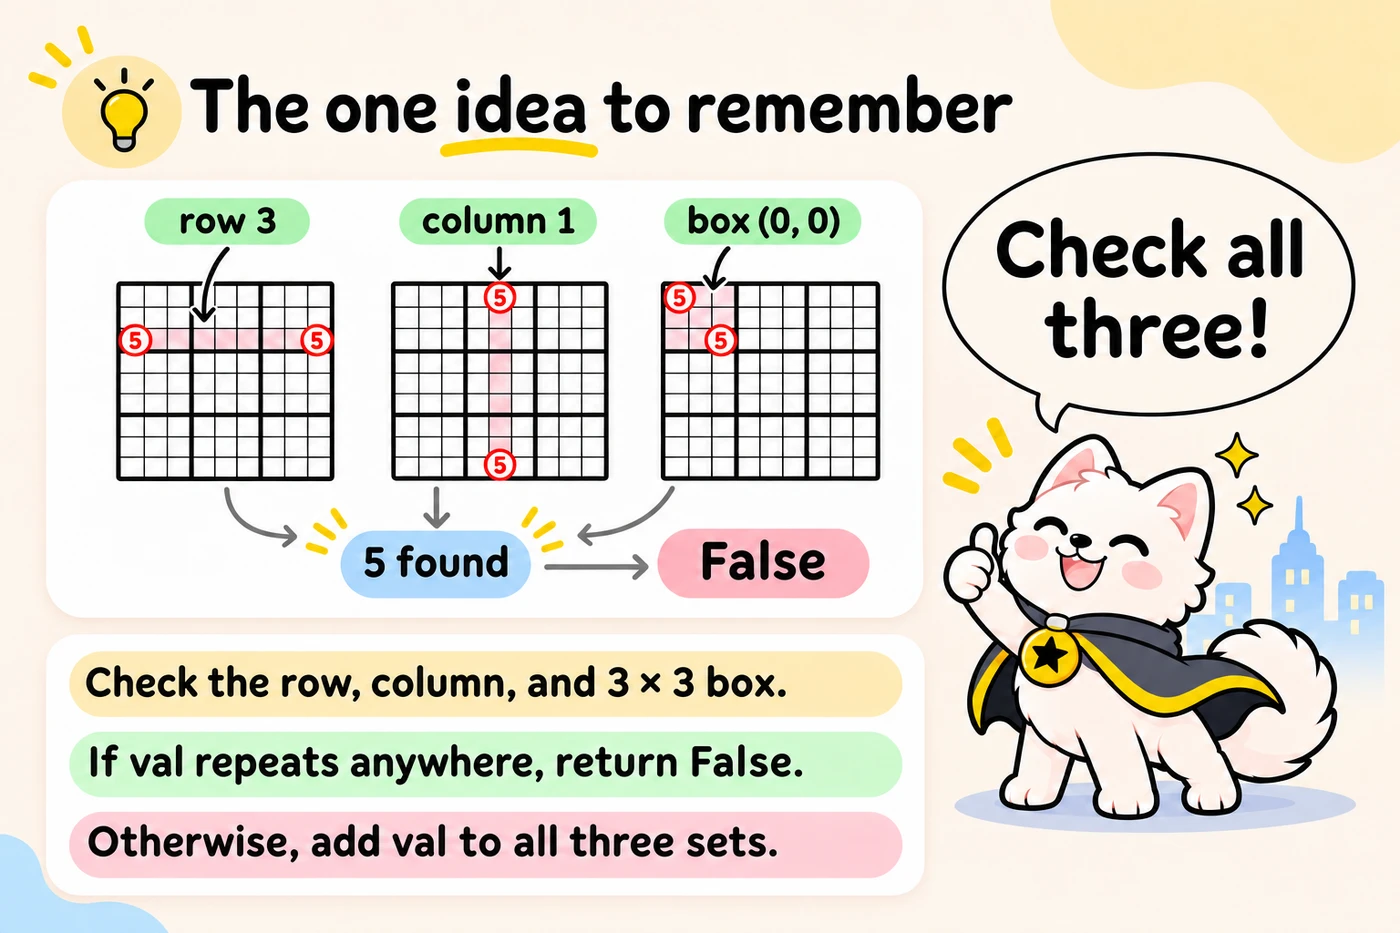 The one idea to remember
row 3
column 1
box (0, 0)
5
5
5
5
5
5
5 found
False
Check all
three!
Check the row, column, and 3 × 3 box.
If val repeats anywhere, return False.
Otherwise, add val to all three sets.